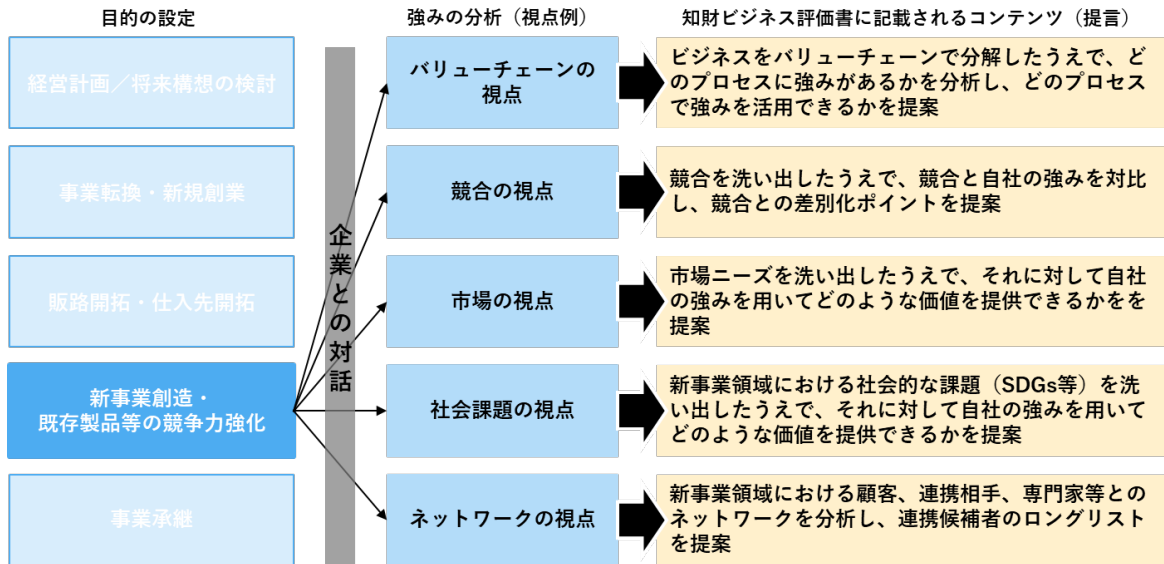 目的の設定
強みの分析（視点例）
知財ビジネス評価書に記載されるコンテンツ（提言）
経営計画／将来構想の検討
事業転換・新規創業
販路開拓・仕入先開拓
新事業創造・
既存製品等の競争力強化
事業承継
企業との対話
バリューチェーンの
視点
ビジネスをバリューチェーンで分解したうえで、ど
のプロセスに強みがあるかを分析し、どのプロセス
で強みを活用できるかを提案
競合の視点
競合を洗い出したうえで、競合と自社の強みを対比
し、競合との差別化ポイントを提案
市場の視点
市場ニーズを洗い出したうえで、それに対して自社
の強みを用いてどのような価値を提供できるかをを
提案
社会課題の視点
新事業領域における社会的な課題（SDGs等）を洗
い出したうえで、それに対して自社の強みを用いて
どのような価値を提供できるかを提案
ネットワークの視点
新事業領域における顧客、連携相手、専門家等との
ネットワークを分析し、連携候補者のロングリスト
を提案